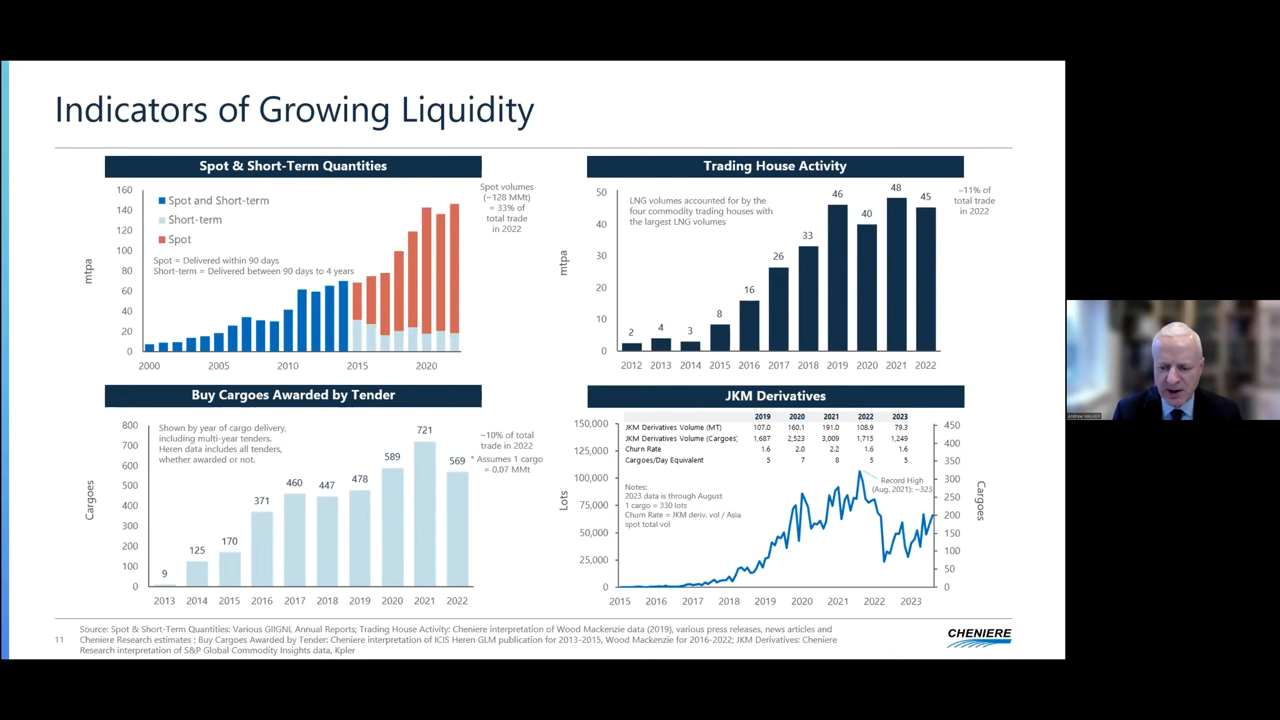 Indicators of Growing Liquidity
Spot & Short-Term Quantities
160
140
120
100
80
60
40
20
0
mtpa
Spot and Short-term
Short-term
Spot
Spot = Delivered within 90 days
Short-term = Delivered between 90 days to 4 years
2000 2005 2010 2015 2020
Spot volumes
(~128 MMt)
= 33% of
total trade
in 2022
Trading House Activity
50
40
30
20
10
0
mtpa
LNG volumes accounted for by the
four commodity trading houses with
the largest LNG volumes
2 4 3 8 16 26 33 46 40 48 45
2012 2013 2014 2015 2016 2017 2018 2019 2020 2021 2022
~11% of
total trade
in 2022
Buy Cargoes Awarded by Tender
800
700
600
500
400
300
200
100
0
Cargoes
Shown by year of cargo delivery,
including multi-year tenders.
Heren data includes all tenders,
whether awarded or not.
9 125 170 371 460 447 478 589 721 569
2013 2014 2015 2016 2017 2018 2019 2020 2021 2022
~10% of total
trade in 2022
* Assumes 1 cargo
= 0.07 MMt
JKM Derivatives
2019 2020 2021 2022 2023
JKM Derivatives Volume (MT) 107.0 160.1 191.0 108.9 79.3
JKM Derivatives Volume (Cargoes) 1,687 2,523 3,009 1,715 1,249
Churn Rate 1.6 2.0 2.2 1.6 1.6
Cargoes/Day Equivalent 5 7 8 5 5
150,000
125,000
100,000
75,000
50,000
25,000
0
Lots
Notes:
2023 data is through August
1 cargo = 330 lots
Churn Rate = JKM deriv. vol / Asia
spot total vol
Record High
(Aug. 2021): ~323
450
400
350
300
250
200
150
100
50
0
Cargoes
2015 2016 2017 2018 2019 2020 2021 2022 2023
11
Source: Spot & Short-Term Quantities: Various GIIGNL Annual Reports; Trading House Activity: Cheniere interpretation of Wood Mackenzie data (2019), various press releases, news articles and
Cheniere Research estimates ; Buy Cargoes Awarded by Tender: Cheniere interpretation of ICIS Heren GLM publication for 2013-2015, Wood Mackenzie for 2016-2022; JKM Derivatives: Cheniere
Research interpretation of S&P Global Commodity Insights data, Kpler
CHENIERE
Andrew WALKER